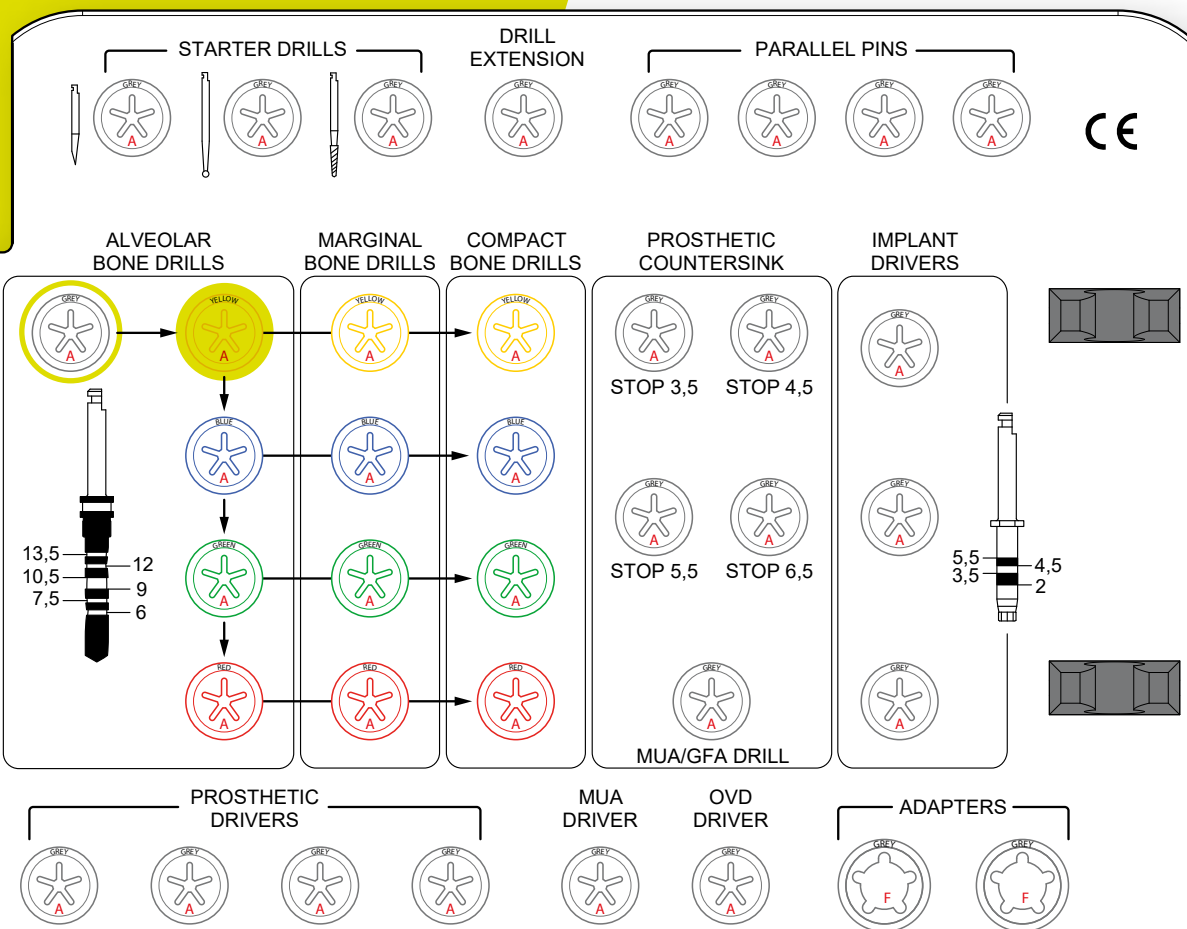 STARTER DRILLS
DRILL
EXTENSION
PARALLEL PINS
GREY GREY GREY GREY GREY GREY GREY GREY
A A A A A A A A
CE
ALVEOLAR
BONE DRILLS
MARGINAL
BONE DRILLS
COMPACT
BONE DRILLS
PROSTHETIC
COUNTERSINK
IMPLANT
DRIVERS
GREY YELLOW YELLOW YELLOW GREY GREY GREY
A A A A A A A
STOP 3,5 STOP 4,5
BLUE BLUE BLUE
A A A
GREY GREY GREY
A A A
STOP 5,5 STOP 6,5
13,5
12
10,5
9
7,5
6
GREEN GREEN GREEN
A A A
5,5
4,5
3,5
2
RED RED RED GREY GREY
A A A A A
MUA/GFA DRILL
PROSTHETIC
DRIVERS
MUA
DRIVER
OVD
DRIVER
ADAPTERS
GREY GREY GREY GREY GREY GREY GREY GREY
A A A A A A F F